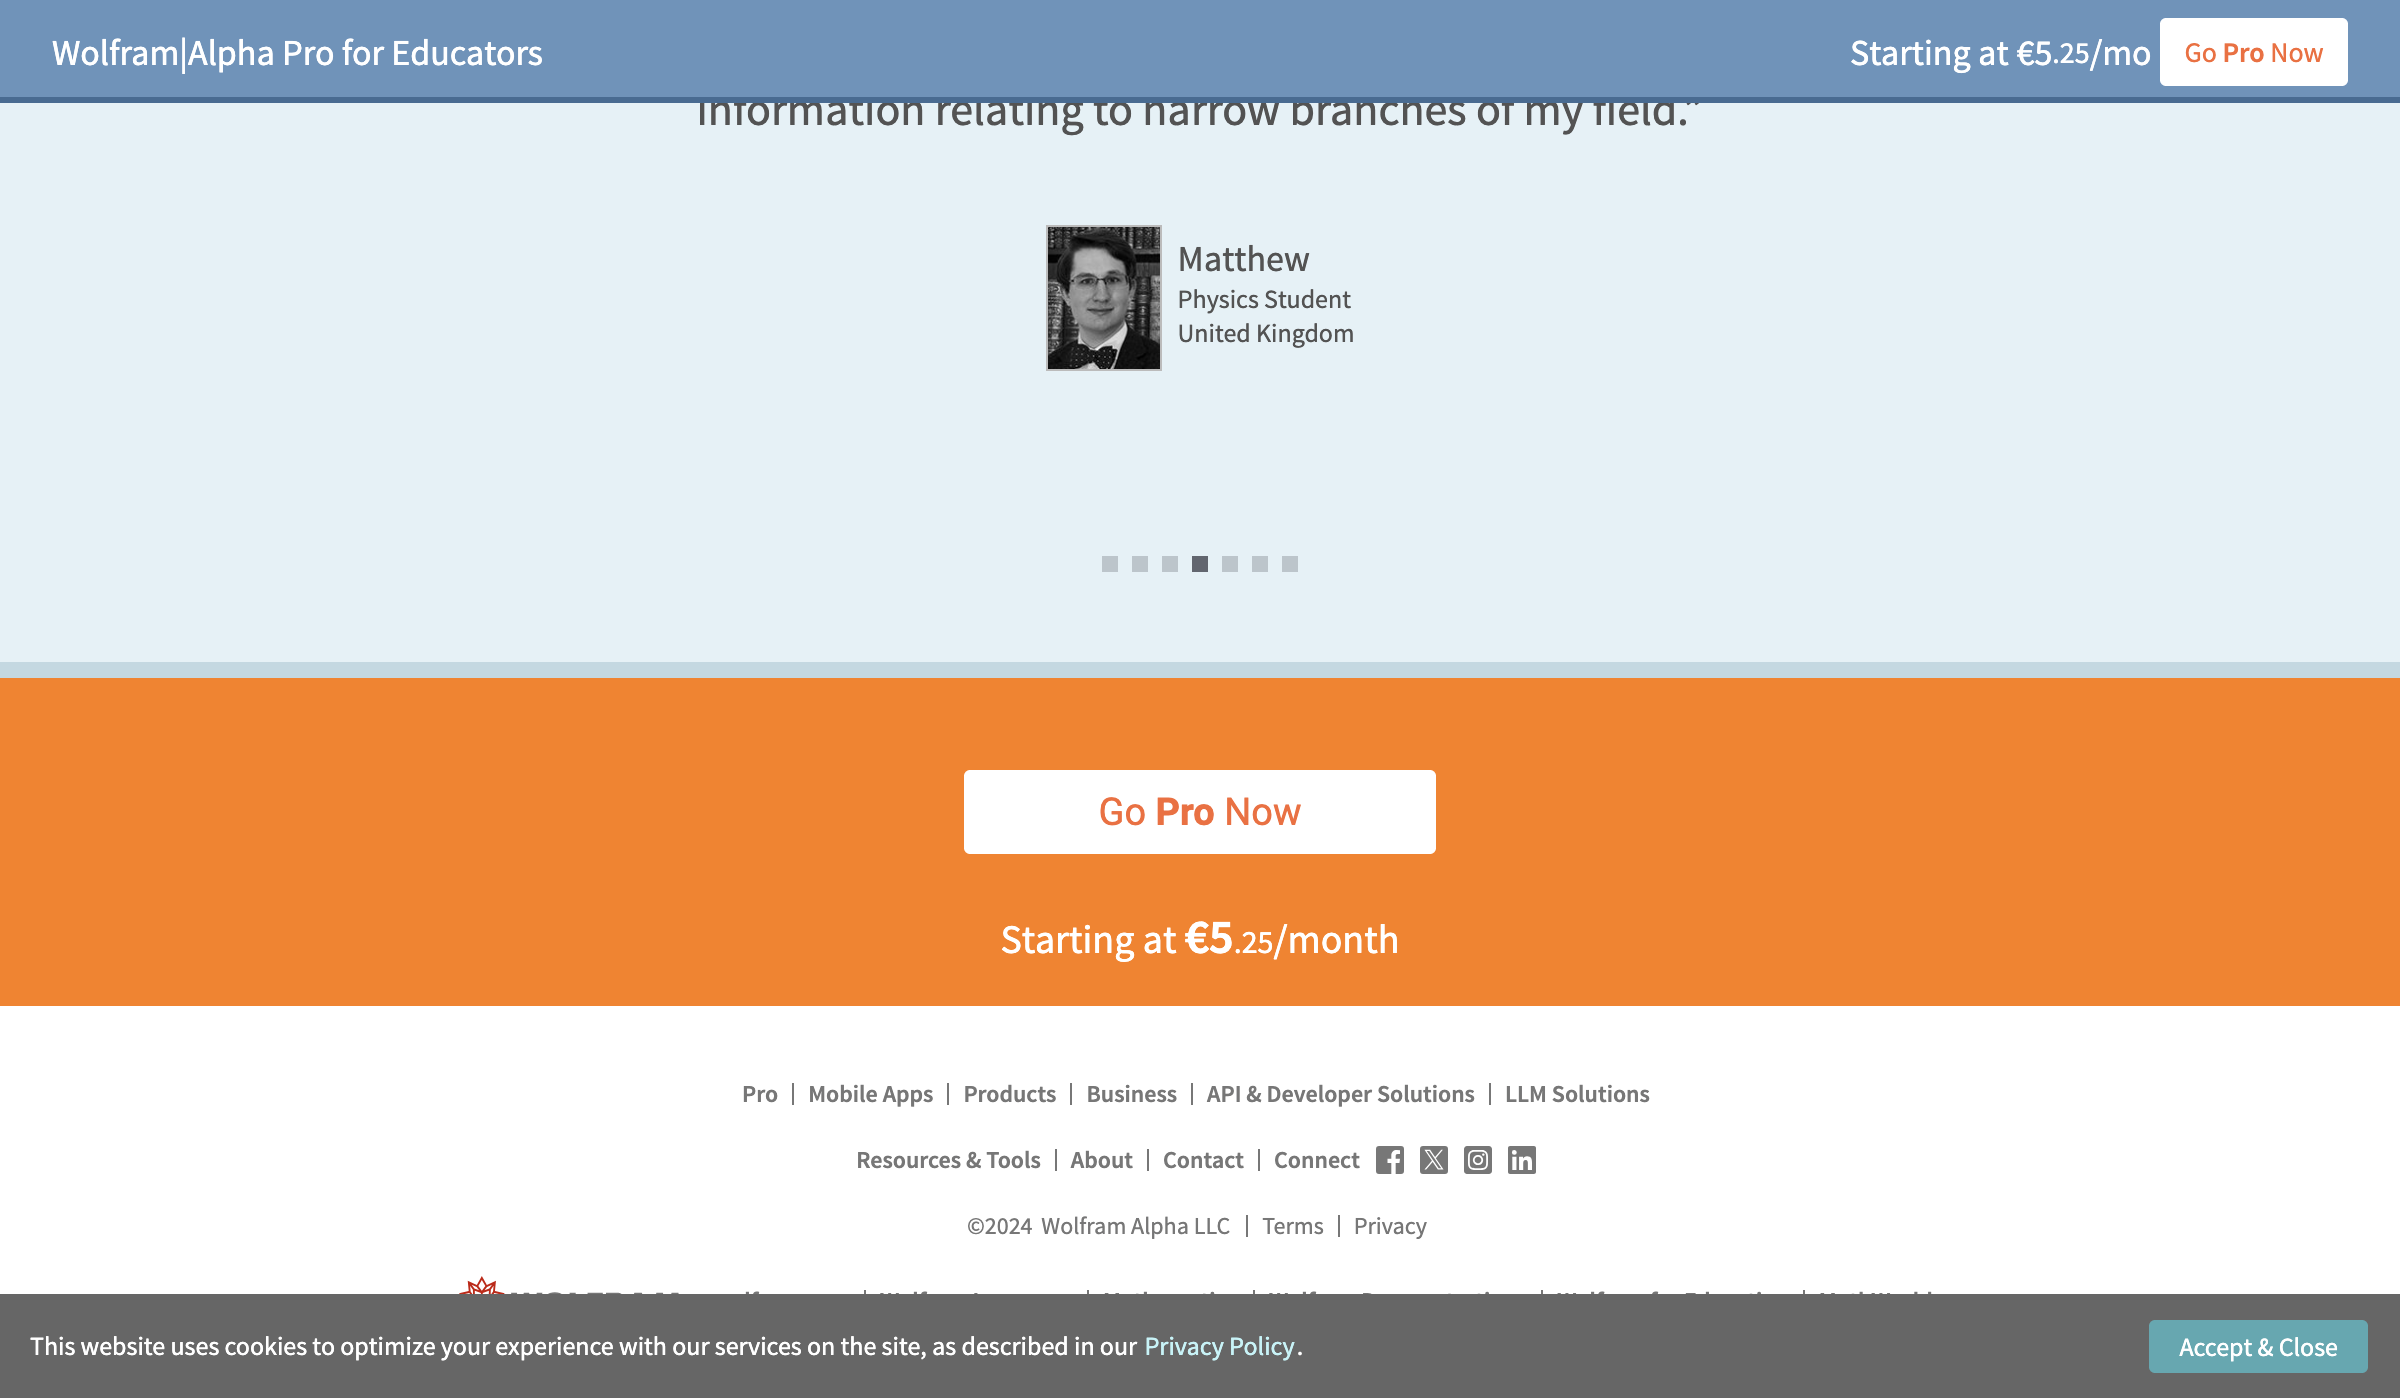 Wolfram|Alpha Pro for Educators
Starting at €5.25/mo Go Pro Now
information relating to narrow branches of my field.”
Matthew
Physics Student
United Kingdom
Go Pro Now
Starting at €5.25/month
Pro | Mobile Apps | Products | Business | API & Developer Solutions | LLM Solutions
Resources & Tools | About | Contact | Connect
©2024 Wolfram Alpha LLC | Terms | Privacy
This website uses cookies to optimize your experience with our services on the site, as described in our Privacy Policy.
Accept & Close